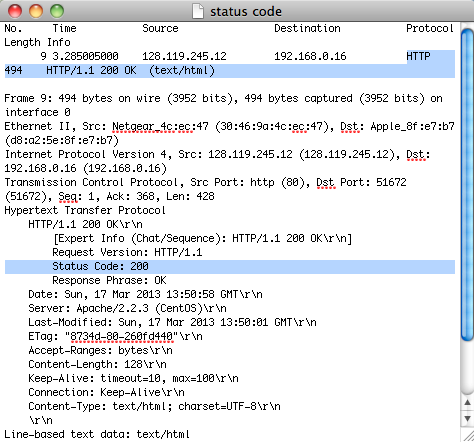 status code
No. Time Source Destination Protocol
Length Info
9 3.285005000 128.119.245.12 192.168.0.16 HTTP
494 HTTP/1.1 200 OK (text/html)
Frame 9: 494 bytes on wire (3952 bits), 494 bytes captured (3952 bits) on
interface 0
Ethernet II, Src: Netgear_4c:ec:47 (30:46:9a:4c:ec:47), Dst: Apple_8f:e7:b7
(d8:a2:5e:8f:e7:b7)
Internet Protocol Version 4, Src: 128.119.245.12 (128.119.245.12), Dst:
192.168.0.16 (192.168.0.16)
Transmission Control Protocol, Src Port: http (80), Dst Port: 51672
(51672), Seq: 1, Ack: 368, Len: 428
Hypertext Transfer Protocol
HTTP/1.1 200 OK\r\n
[Expert Info (Chat/Sequence): HTTP/1.1 200 OK\r\n]
Request Version: HTTP/1.1
Status Code: 200
Response Phrase: OK
Date: Sun, 17 Mar 2013 13:50:58 GMT\r\n
Server: Apache/2.2.3 (CentOS)\r\n
Last-Modified: Sun, 17 Mar 2013 13:50:01 GMT\r\n
ETag: "8734d-80-260fd440"\r\n
Accept-Ranges: bytes\r\n
Content-Length: 128\r\n
Keep-Alive: timeout=10, max=100\r\n
Connection: Keep-Alive\r\n
Content-Type: text/html; charset=UTF-8\r\n
\r\n
Line-based text data: text/html